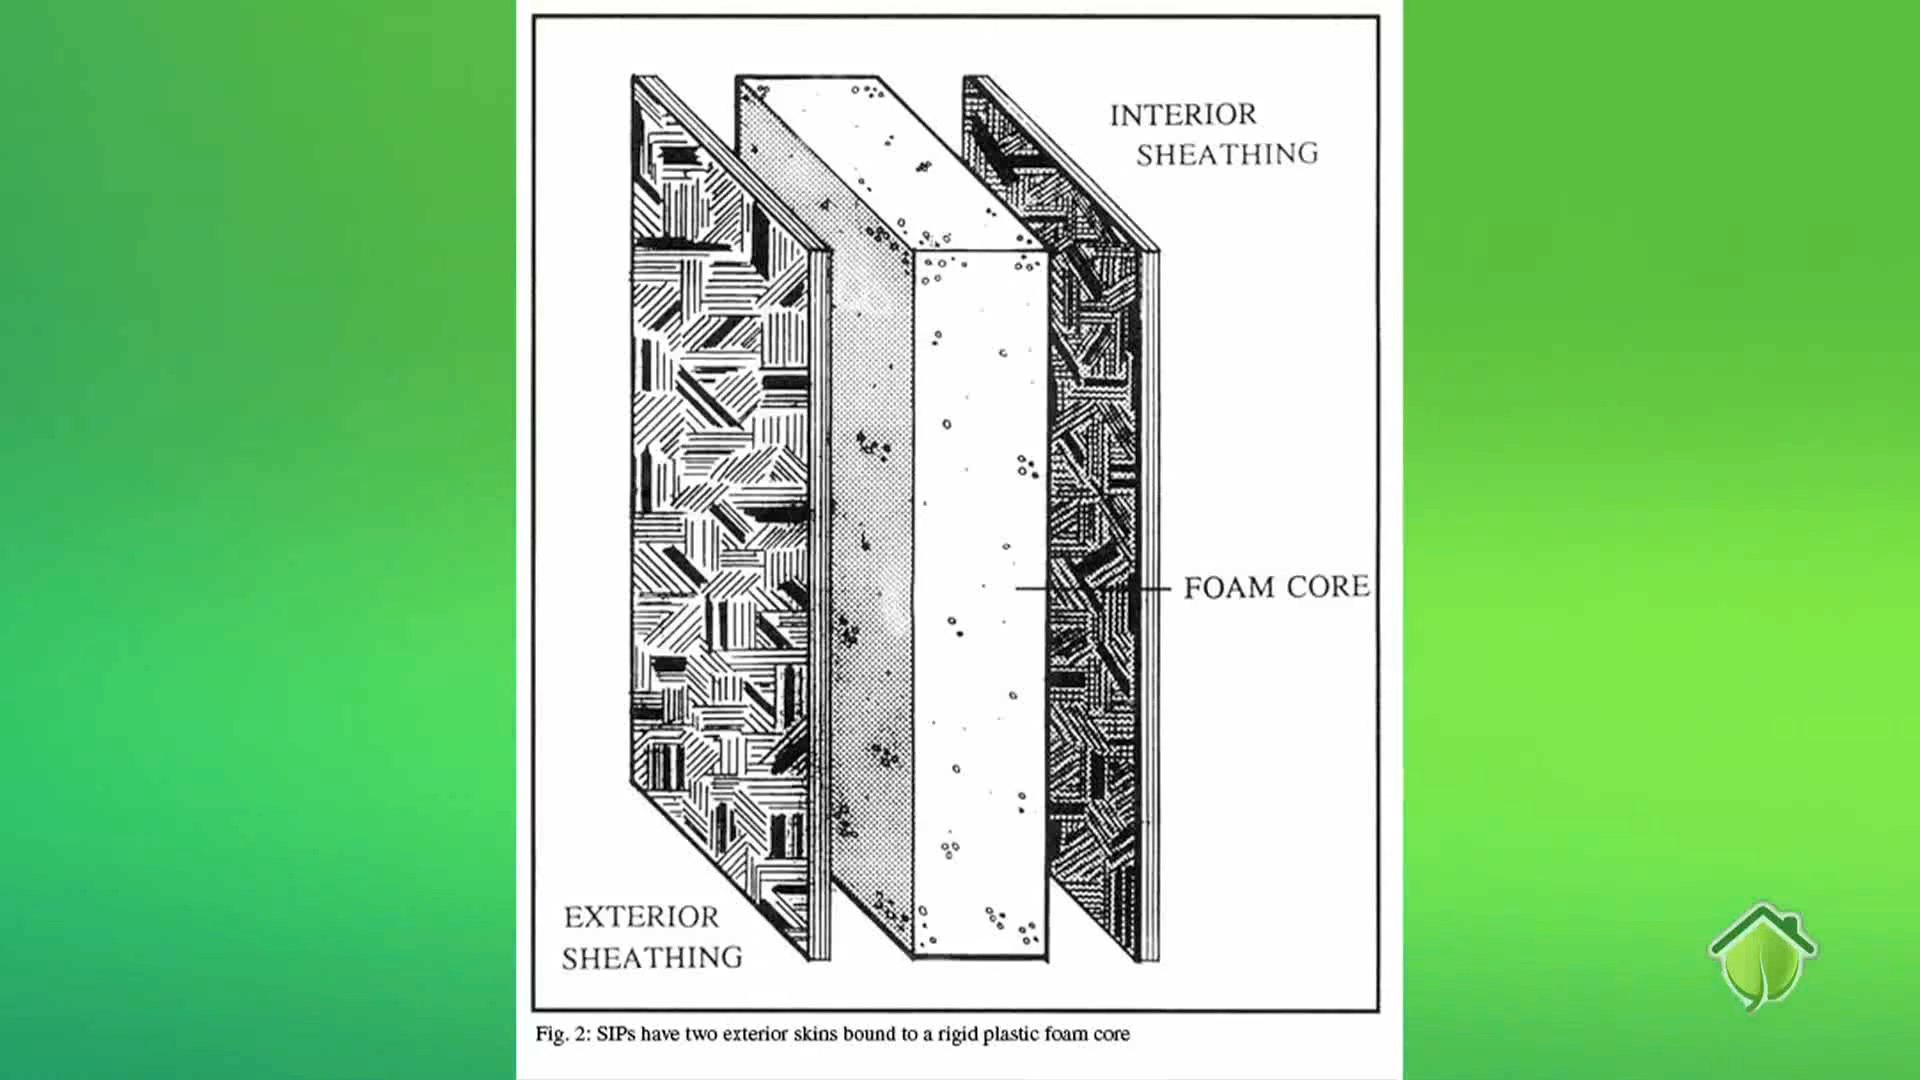 INTERIOR
SHEATHING
FOAM CORE
EXTERIOR
SHEATHING
Fig. 2: SIPs have two exterior skins bound to a rigid plastic foam core